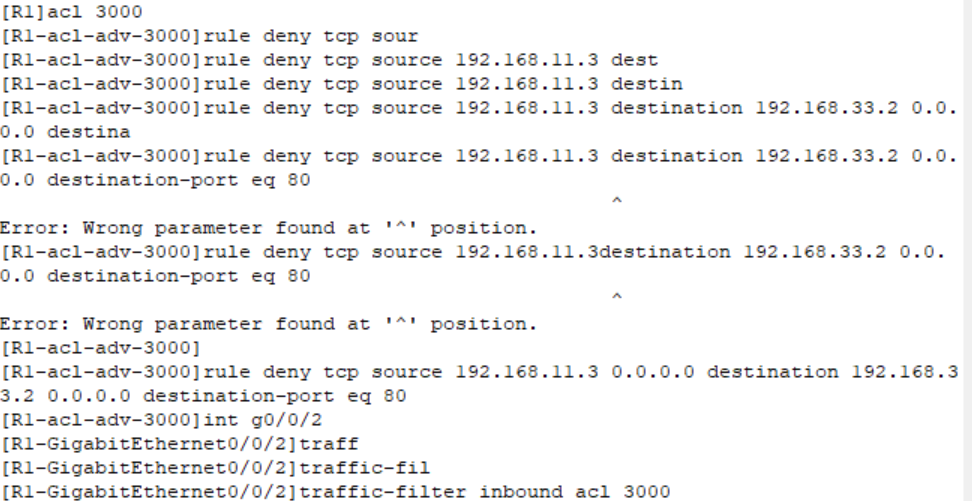 [R1]acl 3000
[R1-acl-adv-3000]rule deny tcp sour
[R1-acl-adv-3000]rule deny tcp source 192.168.11.3 dest
[R1-acl-adv-3000]rule deny tcp source 192.168.11.3 destin
[R1-acl-adv-3000]rule deny tcp source 192.168.11.3 destination 192.168.33.2 0.0.
0.0 destina
[R1-acl-adv-3000]rule deny tcp source 192.168.11.3 destination 192.168.33.2 0.0.
0.0 destination-port eq 80
^
Error: Wrong parameter found at '^' position.
[R1-acl-adv-3000]rule deny tcp source 192.168.11.3destination 192.168.33.2 0.0.
0.0 destination-port eq 80
^
Error: Wrong parameter found at '^' position.
[R1-acl-adv-3000]
[R1-acl-adv-3000]rule deny tcp source 192.168.11.3 0.0.0.0 destination 192.168.3
3.2 0.0.0.0 destination-port eq 80
[R1-acl-adv-3000]int g0/0/2
[R1-GigabitEthernet0/0/2]traff
[R1-GigabitEthernet0/0/2]traffic-fil
[R1-GigabitEthernet0/0/2]traffic-filter inbound acl 3000